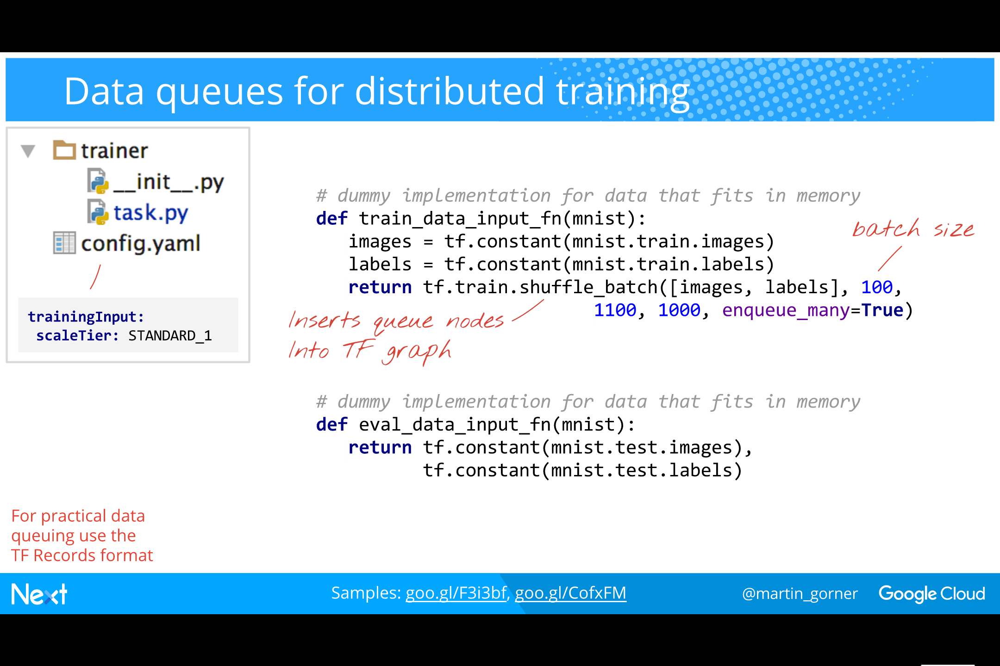 Data queues for distributed training
trainer
__init__.py
task.py
config.yaml
trainingInput:
scaleTier: STANDARD_1
# dummy implementation for data that fits in memory
def train_data_input_fn(mnist):
images = tf.constant(mnist.train.images)
labels = tf.constant(mnist.train.labels)
return tf.train.shuffle_batch([images, labels], 100,
1100, 1000, enqueue_many=True)
batch size
Inserts queue nodes
Into TF graph
# dummy implementation for data that fits in memory
def eval_data_input_fn(mnist):
return tf.constant(mnist.test.images),
tf.constant(mnist.test.labels)
For practical data
queuing use the
TF Records format
Next
Samples: goo.gl/F3i3bf, goo.gl/CofxFM
@martin_gorner
Google Cloud